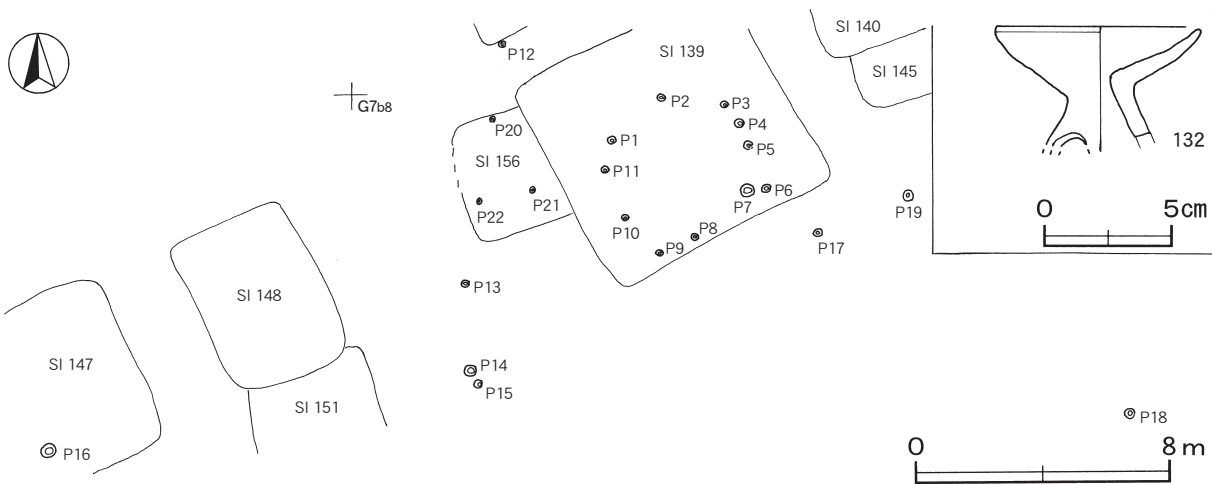 SI 140
SI 139
P12
SI 145
G7b8
P2
P3
P4
P20
P1
P5
132
SI 156
P11
P21
P22
P7
P6
P19
0 5cm
P10
P8
P17
P9
P13
SI 148
SI 147
P14
P15
SI 151
P18
P16
0 8m